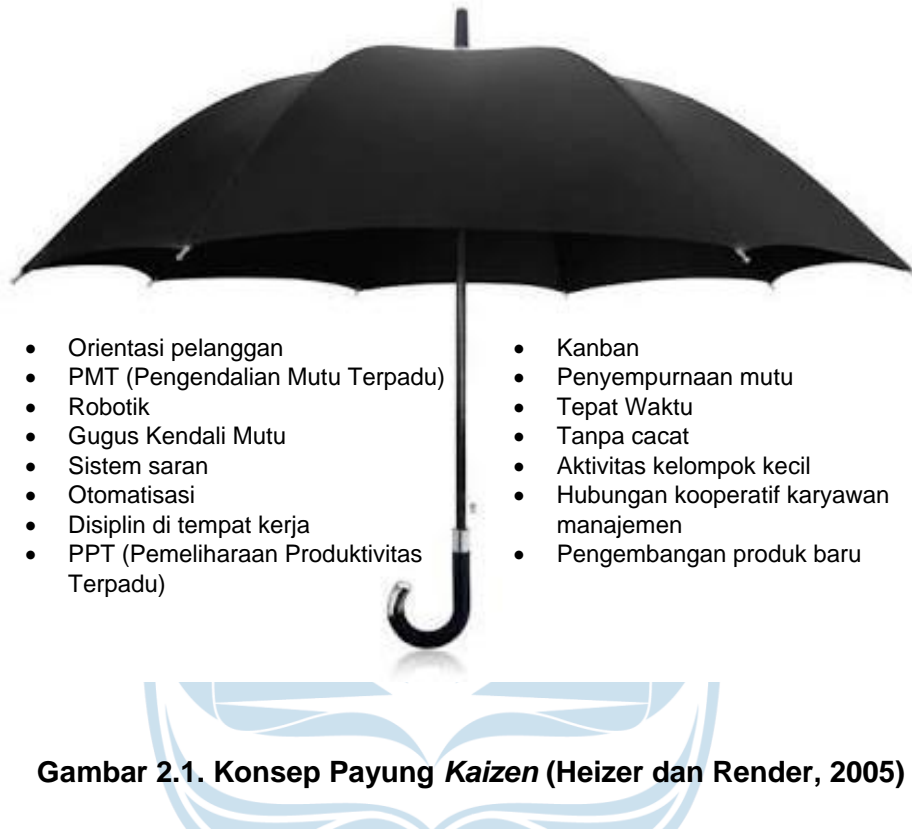 • Orientasi pelanggan
• PMT (Pengendalian Mutu Terpadu)
• Robotik
• Gugus Kendali Mutu
• Sistem saran
• Otomatisasi
• Disiplin di tempat kerja
• PPT (Pemeliharaan Produktivitas
Terpadu)
• Kanban
• Penyempurnaan mutu
• Tepat Waktu
• Tanpa cacat
• Aktivitas kelompok kecil
• Hubungan kooperatif karyawan
manajemen
• Pengembangan produk baru
Gambar 2.1. Konsep Payung Kaizen (Heizer dan Render, 2005)